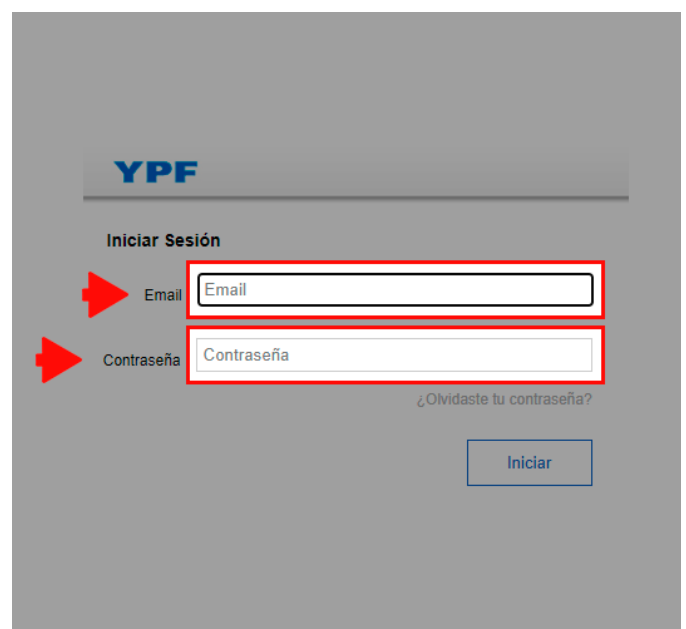 YPF
Iniciar Sesión
Email Email
Contraseña Contraseña
¿Olvidaste tu contraseña?
Iniciar